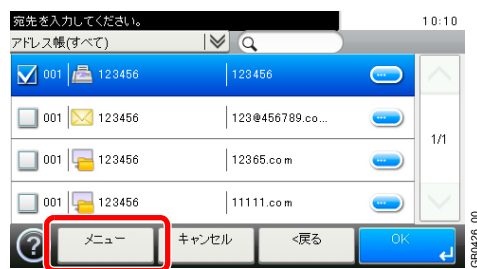 宛先を入力してください。 10:10
アドレス帳(すべて)
001 123456 123456
001 123456 123@456789.co...
001 123456 12365.com
001 123456 11111.com
1/1
? メニュー キャンセル <戻る OK
GB0426_00